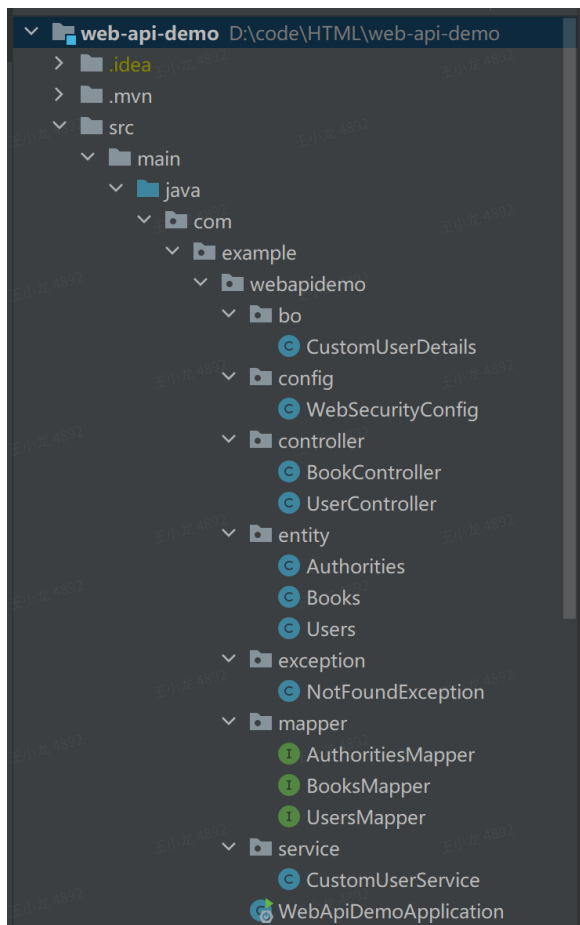 web-api-demo D:\code\HTML\web-api-demo
.idea
.mvn
src
main
java
com
example
webapidemo
bo
CustomUserDetails
config
WebSecurityConfig
controller
BookController
UserController
entity
Authorities
Books
Users
exception
NotFoundException
mapper
AuthoritiesMapper
BooksMapper
UsersMapper
service
CustomUserService
WebApiDemoApplication